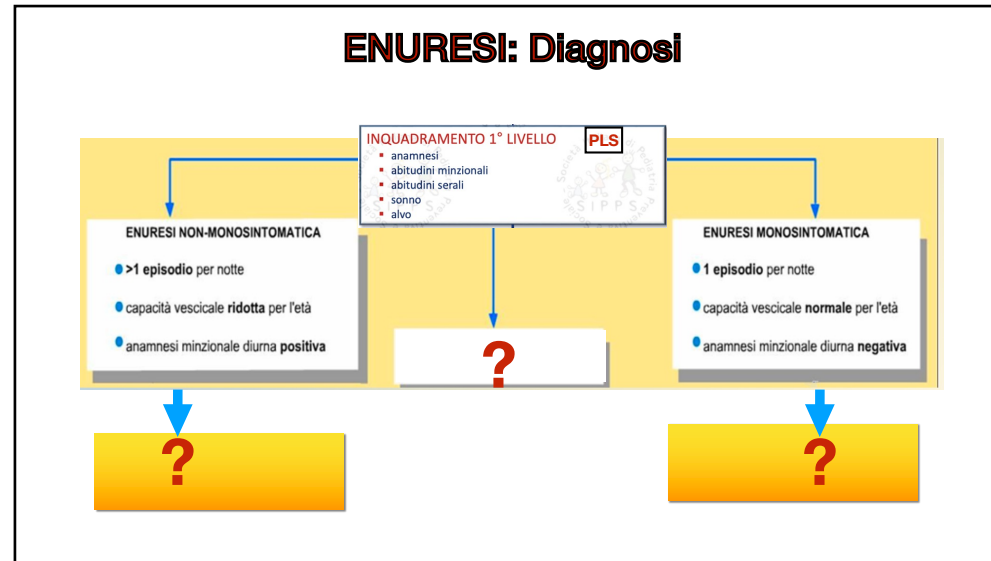 ENURESI: Diagnosi
INQUADRAMENTO 1° LIVELLO
PLS
▪ anamnesi
▪ abitudini minzionali
▪ abitudini serali
▪ sonno
▪ alvo
SIPPS
ENURESI NON-MONOSINTOMATICA
● >1 episodio per notte
● capacità vescicale ridotta per l'età
● anamnesi minzionale diurna positiva
?
ENURESI MONOSINTOMATICA
● 1 episodio per notte
● capacità vescicale normale per l'età
● anamnesi minzionale diurna negativa
?
?